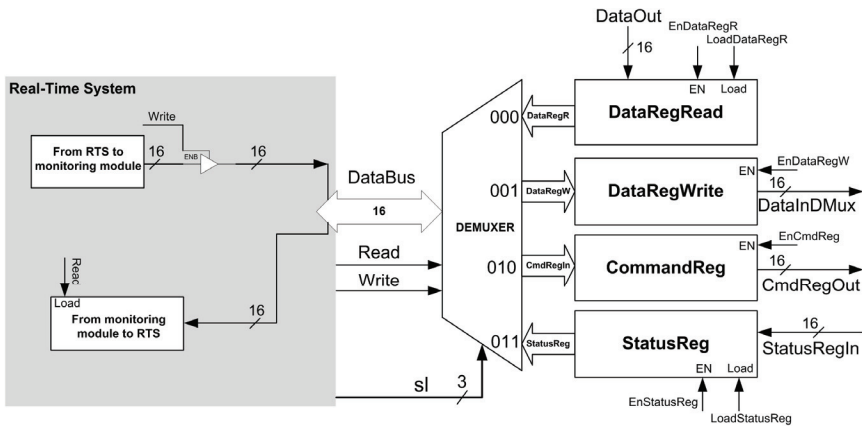 DataOut
EnDataRegR
LoadDataRegR
16
EN
Load
DataRegRead
000
DataRegR
Real-Time System
Write
From RTS to
monitoring module
16
ENB
16
DataBus
16
001
DataRegW
DataRegWrite
EN
EnDataRegW
16
DataInDMux
DEMUXER
Read
Write
010
CmdRegIn
CommandReg
EN
EnCmdReg
16
CmdRegOut
Read
Load
From monitoring
module to RTS
16
011
StatusReg
StatusReg
16
StatusRegIn
EN
Load
sl
3
EnStatusReg
LoadStatusReg